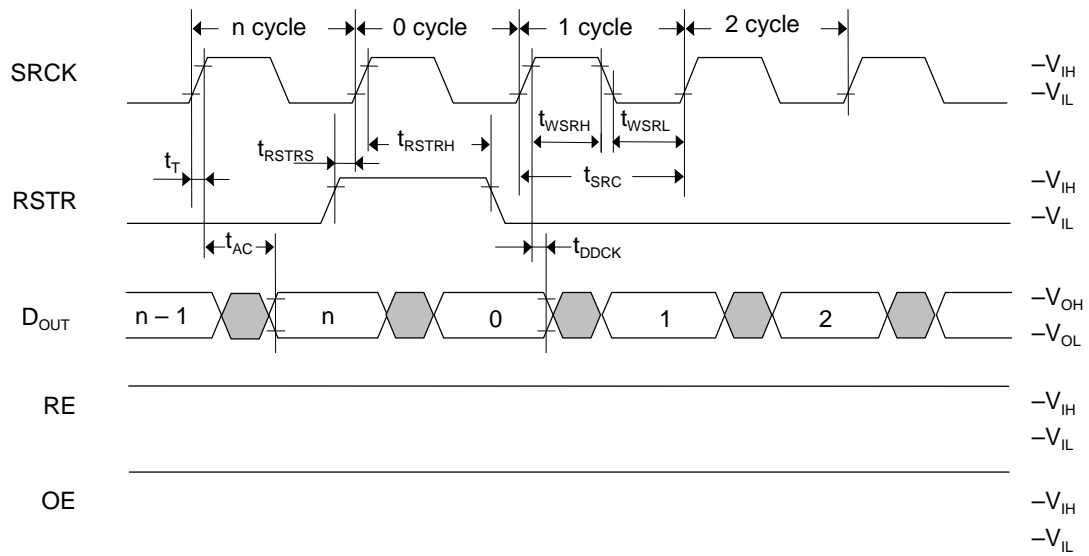 n cycle 0 cycle 1 cycle 2 cycle
SRCK
–VIH
–VIL
tWSRH tWSRL
tT tRSTRS tRSTRH
tSRC
RSTR
–VIH
–VIL
tAC tDDCK
DOUT
n – 1 n 0 1 2
–VOH
–VOL
RE
–VIH
–VIL
OE
–VIH
–VIL